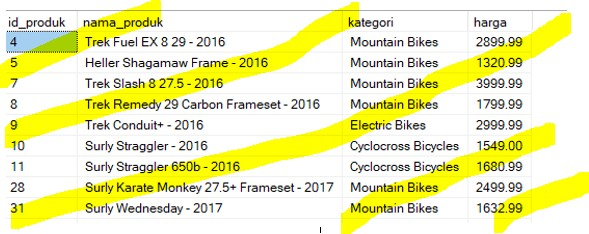 id_produk nama_produk kategori harga
4 Trek Fuel EX 8 29 - 2016 Mountain Bikes 2899.99
5 Heller Shagamaw Frame - 2016 Mountain Bikes 1320.99
7 Trek Slash 8 27.5 - 2016 Mountain Bikes 3999.99
8 Trek Remedy 29 Carbon Frameset - 2016 Mountain Bikes 1799.99
9 Trek Conduit+ - 2016 Electric Bikes 2999.99
10 Surly Straggler - 2016 Cyclocross Bicycles 1549.00
11 Surly Straggler 650b - 2016 Cyclocross Bicycles 1680.99
28 Surly Karate Monkey 27.5+ Frameset - 2017 Mountain Bikes 2499.99
31 Surly Wednesday - 2017 Mountain Bikes 1632.99